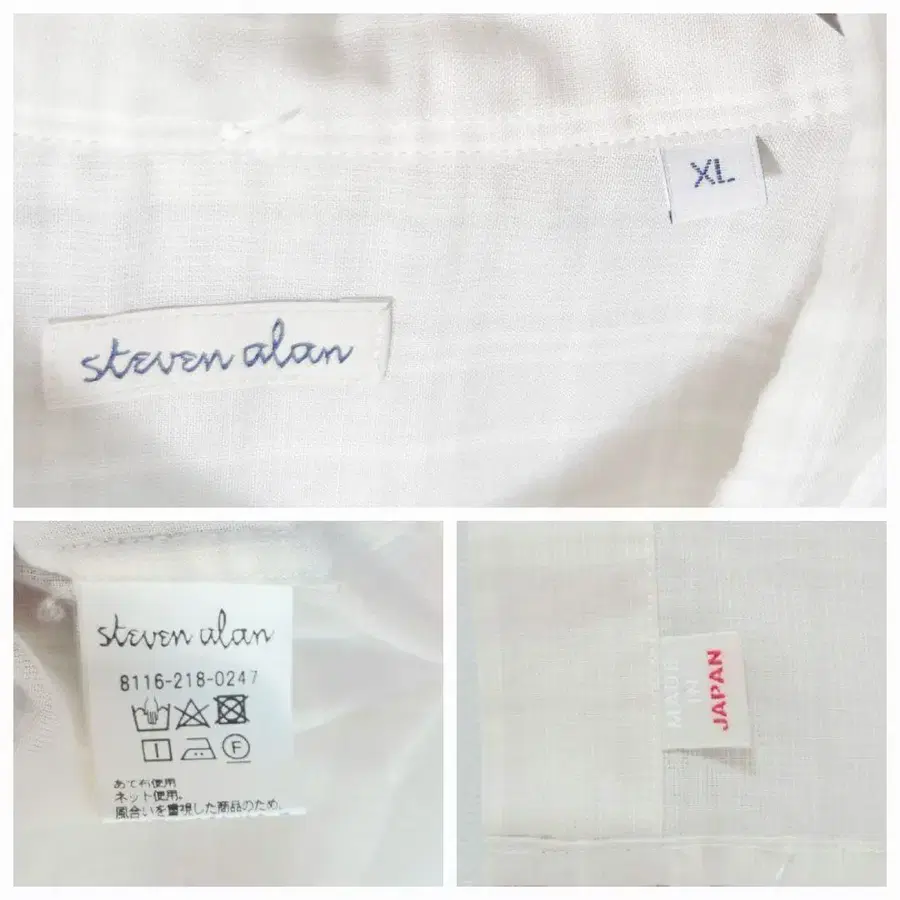 XL
steven alan
steven alan
8116-218-0247
F
あて布使用
ネット使用。
風合いを重視した商品のため、
MADE
IN
JAPAN